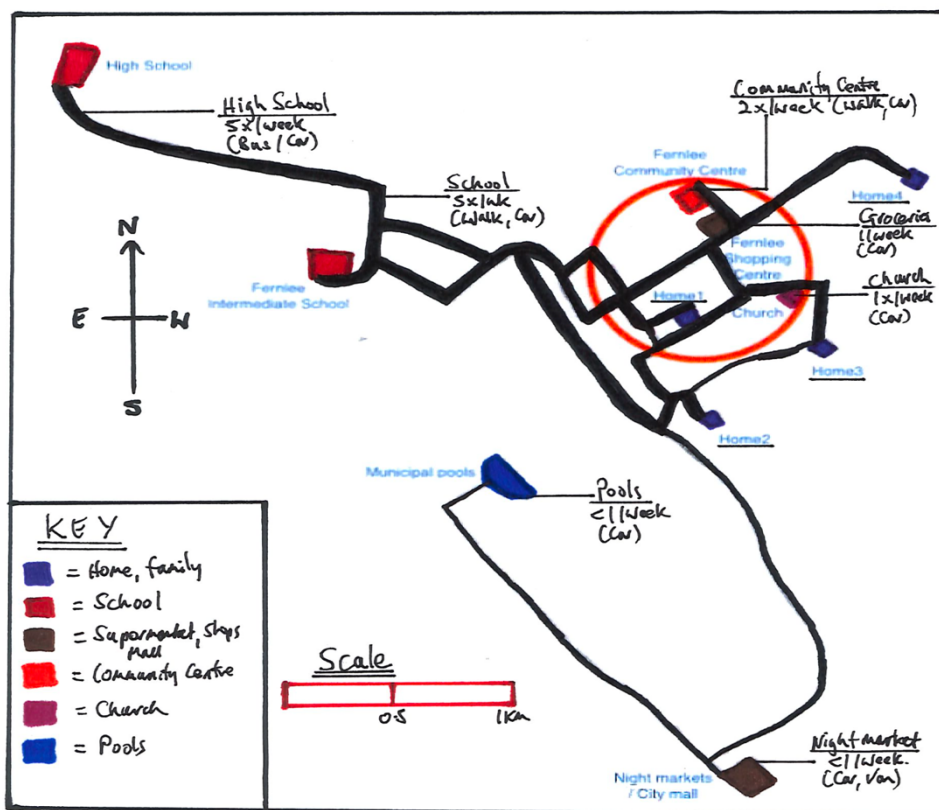 High School
High School
5x/week
(Bus/Car)
School
5x/wk
(Walk, Car)
Community Centre
2x/week (Walk, Car)
Fernlee
Community Centre
Home4
Groceries
1/week
(Car)
Fernlee
Shopping
Centre
Church
1x/week
(Car)
Church
Home1
Home3
Home2
Fernlee
Intermediate School
N
E
W
S
Municipal pools
Pools
<1/week
(Car)
KEY
= Home, family
= School
= Supermarket, Shops
Mall
= Community Centre
= Church
= Pools
Scale
0.5
1Km
Night markets
/ City mall
Night market
<1/week.
(Car, Van)